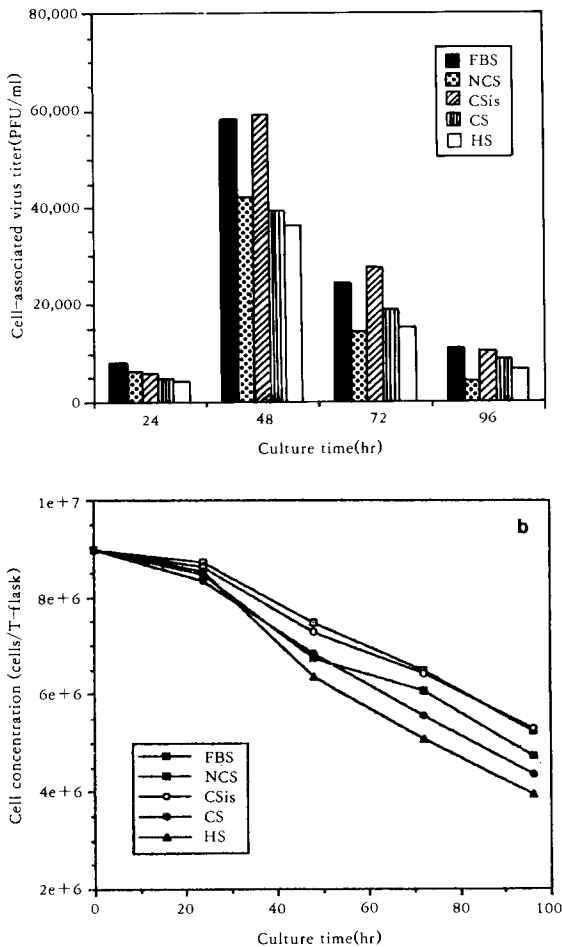 80,000
60,000
40,000
20,000
0
Cell-associated virus titer(PFU/ml)
FBS
NCS
CSis
CS
HS
24 48 72 96
Culture time(hr)
b
1e+7
8e+6
6e+6
4e+6
2e+6
Cell concentration (cells/T-flask)
FBS
NCS
CSis
CS
HS
0 20 40 60 80 100
Culture time(hr)